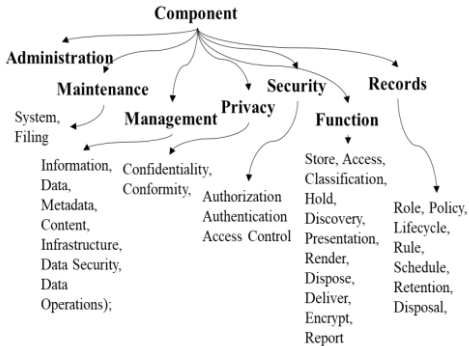 Component
Administration
Maintenance
Management
Privacy
Security
Function
Records
System,
Filing
Information,
Data,
Metadata,
Content,
Infrastructure,
Data Security,
Data
Operations);
Confidentiality,
Conformity,
Authorization
Authentication
Access Control
Store, Access,
Classification,
Hold,
Discovery,
Presentation,
Render,
Dispose,
Deliver,
Encrypt,
Report
Role, Policy,
Lifecycle,
Rule,
Schedule,
Retention,
Disposal,